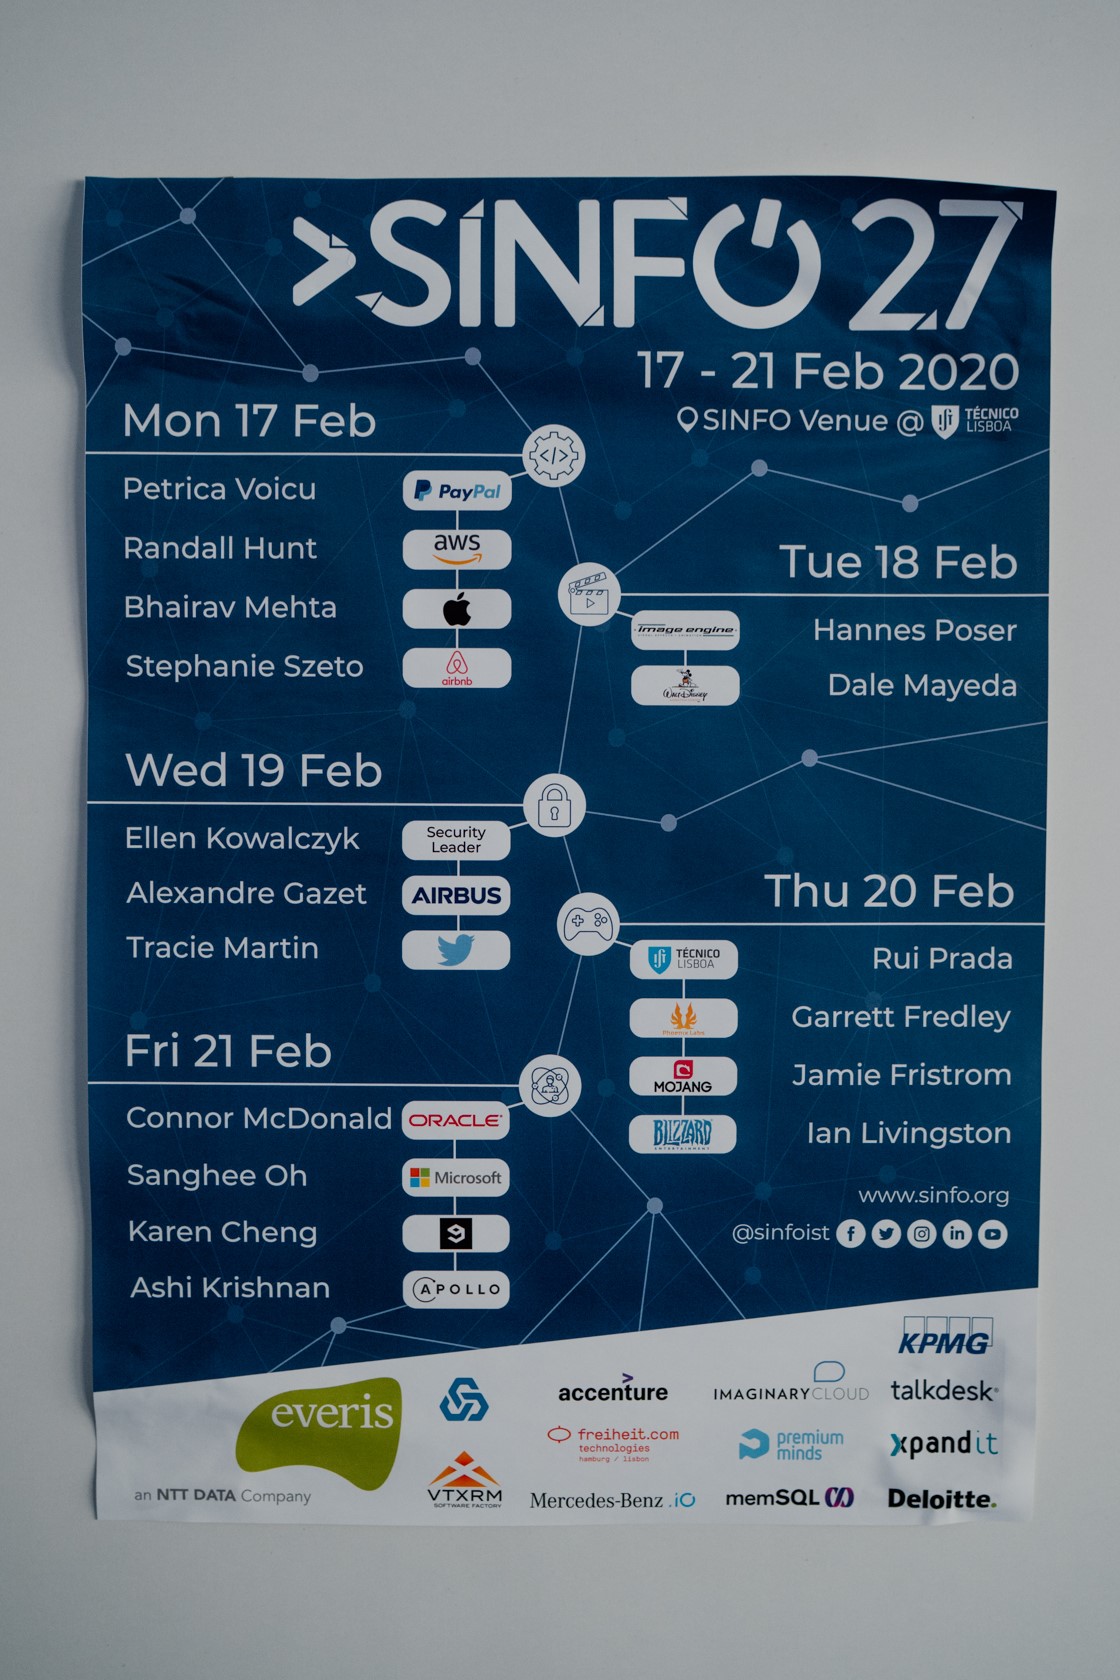 >SINFO 27
17 - 21 Feb 2020
SINFO Venue @ TÉCNICO LISBOA
Mon 17 Feb
Petrica Voicu PayPal
Randall Hunt aws
Bhairav Mehta
Stephanie Szeto airbnb
Tue 18 Feb
image engine Hannes Poser
Walt Disney Dale Mayeda
Wed 19 Feb
Ellen Kowalczyk Security Leader
Alexandre Gazet AIRBUS
Tracie Martin
Thu 20 Feb
TÉCNICO LISBOA Rui Prada
Phoenix Labs Garrett Fredley
MOJANG Jamie Fristrom
BLIZZARD ENTERTAINMENT Ian Livingston
Fri 21 Feb
Connor McDonald ORACLE
Sanghee Oh Microsoft
Karen Cheng
Ashi Krishnan APOLLO
www.sinfo.org
@sinfoist
KPMG
everis
an NTT DATA Company
VTXRM
SOFTWARE FACTORY
accenture
freiheit.com
technologies
hamburg / lisbon
Mercedes-Benz .iO
IMAGINARYCLOUD
premium
minds
memSQL
talkdesk
xpandit
Deloitte.